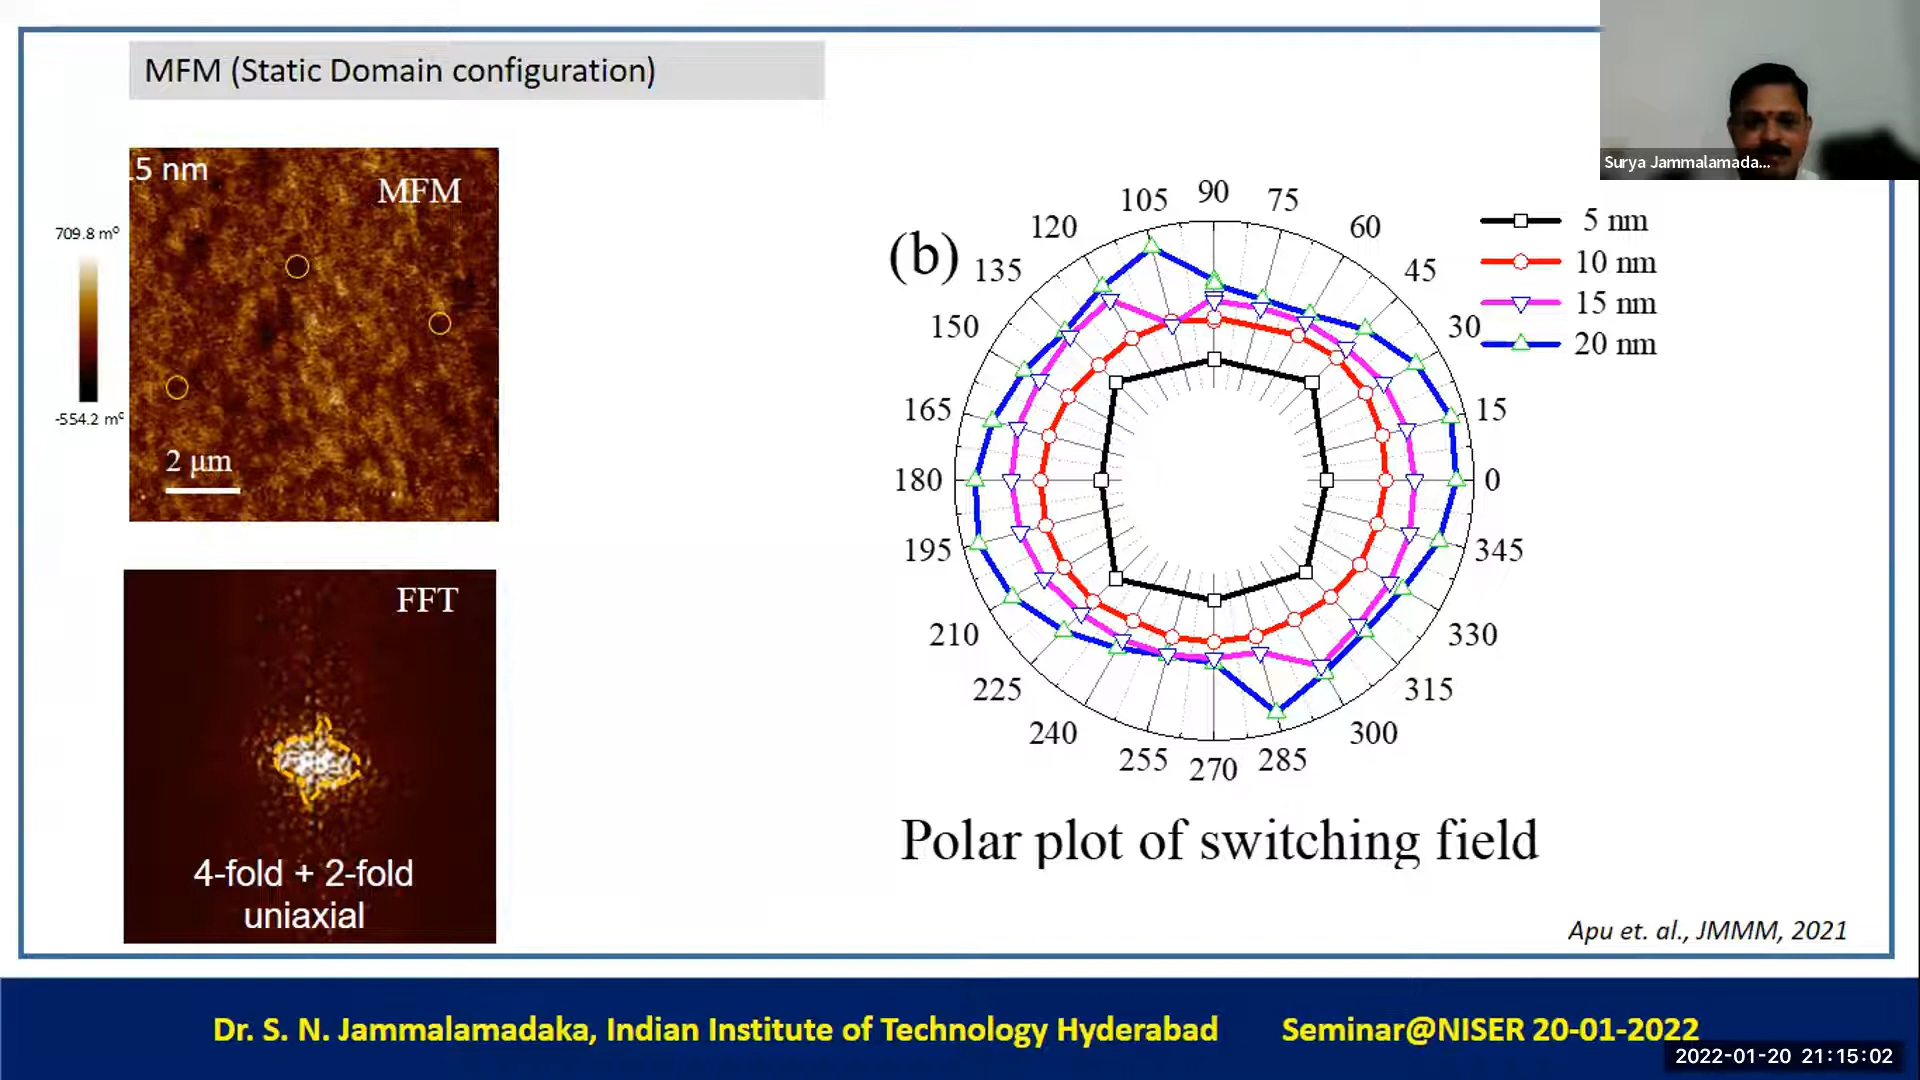 MFM (Static Domain configuration)
Surya Jammalamada...
15 nm
MFM
709.8 mº
-554.2 mº
2 µm
FFT
4-fold + 2-fold
uniaxial
(b)
0
15
30
45
60
75
90
105
120
135
150
165
180
195
210
225
240
255
270
285
300
315
330
345
5 nm
10 nm
15 nm
20 nm
Polar plot of switching field
Apu et. al., JMMM, 2021
Dr. S. N. Jammalamadaka, Indian Institute of Technology Hyderabad Seminar@NISER 20-01-2022
2022-01-20 21:15:02